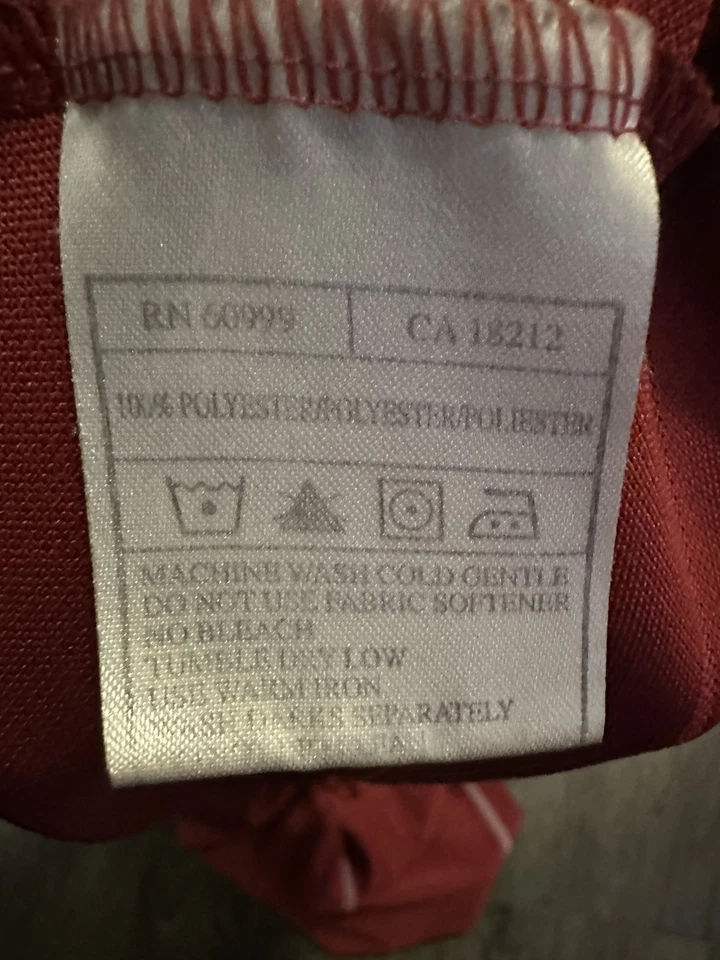 RN 60999 CA 18212
100% POLYESTER/POLYESTER/POLIESTER
MACHINE WASH COLD GENTLE
DO NOT USE FABRIC SOFTENER
NO BLEACH
TUMBLE DRY LOW
USE WARM IRON
WASH DARKS SEPARATELY